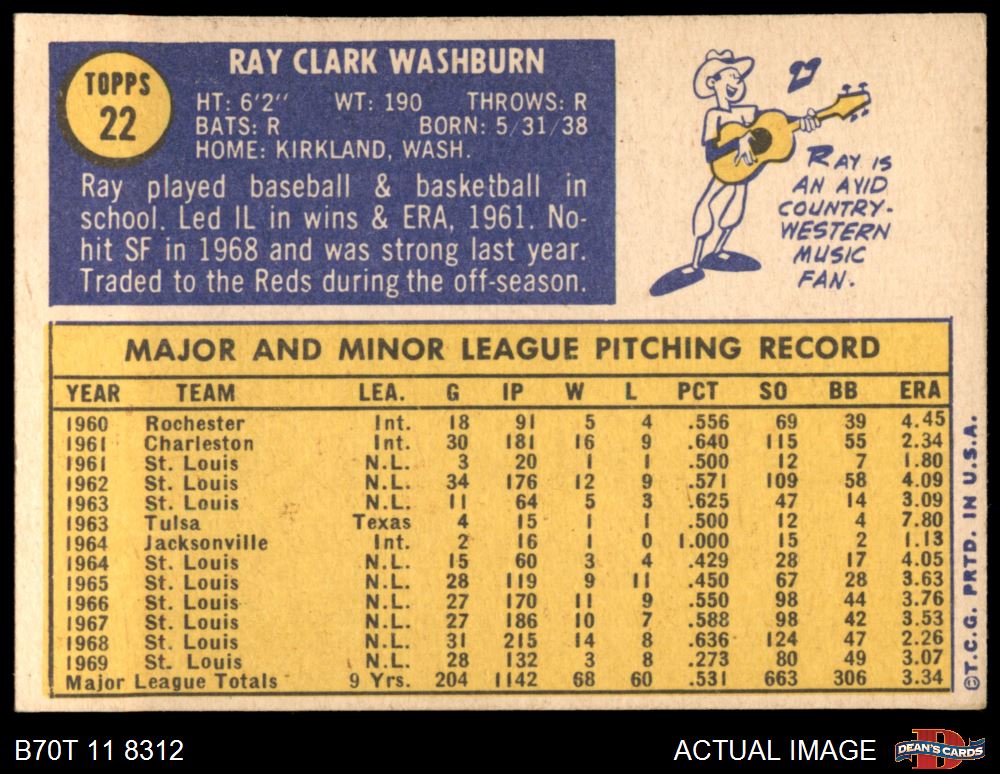 TOPPS
22
RAY CLARK WASHBURN
HT: 6'2" WT: 190 THROWS: R
BATS: R BORN: 5/31/38
HOME: KIRKLAND, WASH.
Ray played baseball & basketball in
school. Led IL in wins & ERA, 1961. No-
hit SF in 1968 and was strong last year.
Traded to the Reds during the off-season.
RAY IS
AN AVID
COUNTRY-
WESTERN
MUSIC
FAN.
MAJOR AND MINOR LEAGUE PITCHING RECORD
YEAR TEAM LEA. G IP W L PCT SO BB ERA
1960 Rochester Int. 18 91 5 4 .556 69 39 4.45
1961 Charleston Int. 30 181 16 9 .640 115 55 2.34
1961 St. Louis N.L. 3 20 1 1 .500 12 7 1.80
1962 St. Louis N.L. 34 176 12 9 .571 109 58 4.09
1963 St. Louis N.L. 11 64 5 3 .625 47 14 3.09
1963 Tulsa Texas 4 15 1 1 .500 12 4 7.80
1964 Jacksonville Int. 2 16 1 0 1.000 15 2 1.13
1964 St. Louis N.L. 15 60 3 4 .429 28 17 4.05
1965 St. Louis N.L. 28 119 9 11 .450 67 28 3.63
1966 St. Louis N.L. 27 170 11 9 .550 98 44 3.76
1967 St. Louis N.L. 27 186 10 7 .588 98 42 3.53
1968 St. Louis N.L. 31 215 14 8 .636 124 47 2.26
1969 St. Louis N.L. 28 132 3 8 .273 80 49 3.07
Major League Totals 9 Yrs. 204 1142 68 60 .531 663 306 3.34
©T.C.G. PRTD. IN U.S.A.
B70T 11 8312
ACTUAL IMAGE
DEAN'S CARDS